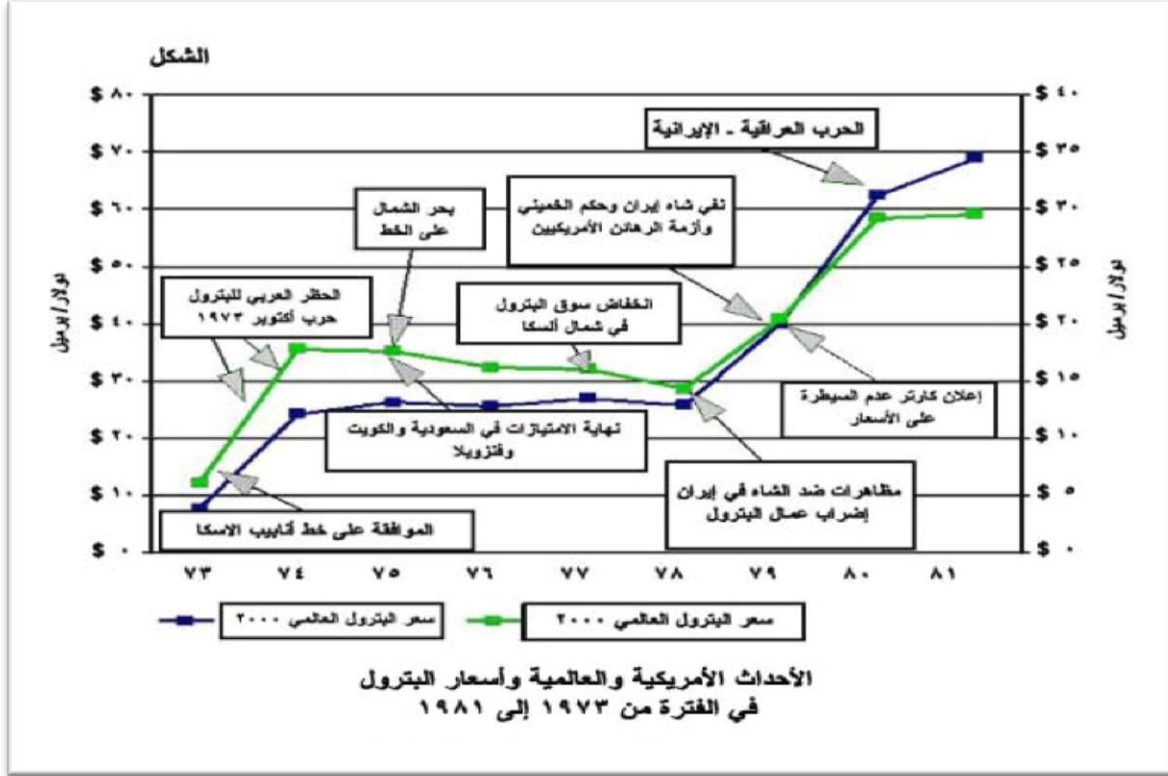 الشكل
$ ٨٠
$ ٧٠
$ ٦٠
$ ٥٠
$ ٤٠
$ ٣٠
$ ٢٠
$ ١٠
$ ٠
دولار/برميل
$ ٤٠
$ ٣٥
$ ٣٠
$ ٢٥
$ ٢٠
$ ١٥
$ ١٠
$ ٥
$ ٠
دولار/برميل
الحرب العراقية - الإيرانية
نفي شاه إيران وحكم الخميني
وأزمة الرهائن الأمريكيين
بحر الشمال
على الخط
الحظر العربي للبترول
حرب أكتوبر ١٩٧٣
انخفاض سوق البترول
في شمال ألسكا
إعلان كارتر عدم السيطرة
على الأسعار
نهاية الامتيازات في السعودية والكويت
وفنزويلا
مظاهرات ضد الشاه في إيران
إضراب عمال البترول
الموافقة على خط أنابيب الاسكا
٧٣ ٧٤ ٧٥ ٧٦ ٧٧ ٧٨ ٧٩ ٨٠ ٨١
سعر البترول العالمي ٢٠٠٠
سعر البترول العالمي ٢٠٠٠
الأحداث الأمريكية والعالمية وأسعار البترول
في الفترة من ١٩٧٣ إلى ١٩٨١